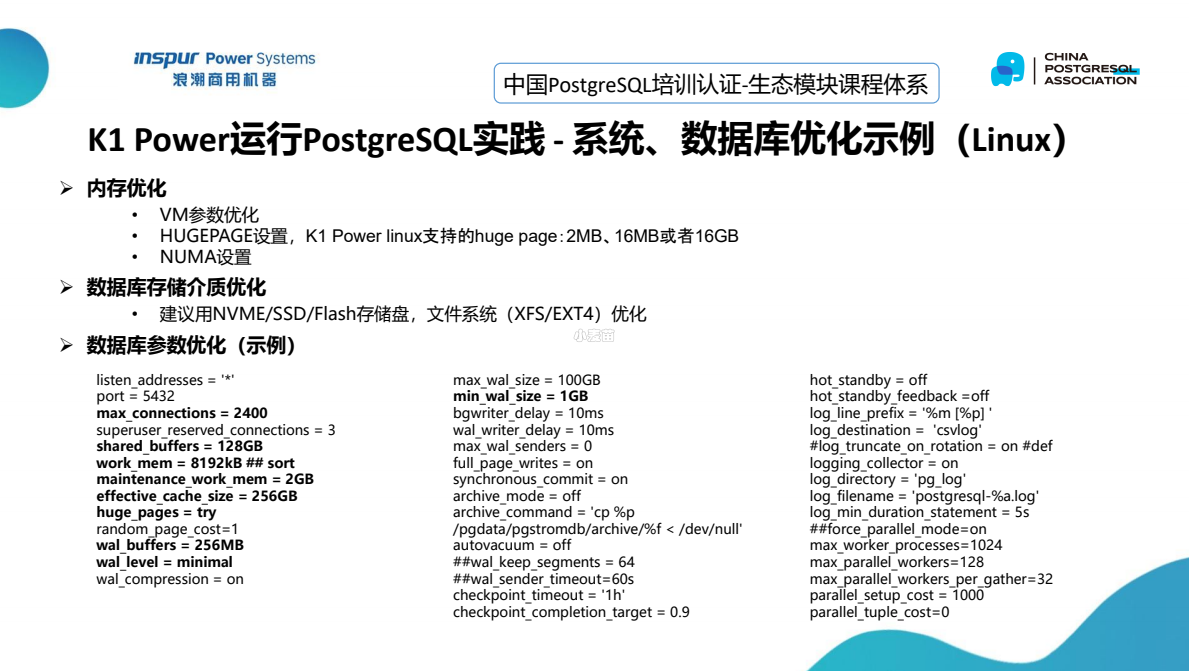 inspur Power Systems
浪潮商用机器
中国PostgreSQL培训认证-生态模块课程体系
CHINA
POSTGRESQL
ASSOCIATION
K1 Power运行PostgreSQL实践 - 系统、数据库优化示例（Linux）
➢ 内存优化
• VM参数优化
• HUGEPAGE设置，K1 Power linux支持的huge page：2MB、16MB或者16GB
• NUMA设置
➢ 数据库存储介质优化
• 建议用NVME/SSD/Flash存储盘，文件系统（XFS/EXT4）优化
小麦苗
➢ 数据库参数优化（示例）
listen_addresses = '*'
port = 5432
max_connections = 2400
superuser_reserved_connections = 3
shared_buffers = 128GB
work_mem = 8192kB ## sort
maintenance_work_mem = 2GB
effective_cache_size = 256GB
huge_pages = try
random_page_cost=1
wal_buffers = 256MB
wal_level = minimal
wal_compression = on
max_wal_size = 100GB
min_wal_size = 1GB
bgwriter_delay = 10ms
wal_writer_delay = 10ms
max_wal_senders = 0
full_page_writes = on
synchronous_commit = on
archive_mode = off
archive_command = 'cp %p
/pgdata/pgstromdb/archive/%f < /dev/null'
autovacuum = off
##wal_keep_segments = 64
##wal_sender_timeout=60s
checkpoint_timeout = '1h'
checkpoint_completion_target = 0.9
hot_standby = off
hot_standby_feedback =off
log_line_prefix = '%m [%p] '
log_destination =  'csvlog'
#log_truncate_on_rotation = on #def
logging_collector = on
log_directory = 'pg_log'
log_filename = 'postgresql-%a.log'
log_min_duration_statement = 5s
##force_parallel_mode=on
max_worker_processes=1024
max_parallel_workers=128
max_parallel_workers_per_gather=32
parallel_setup_cost = 1000
parallel_tuple_cost=0